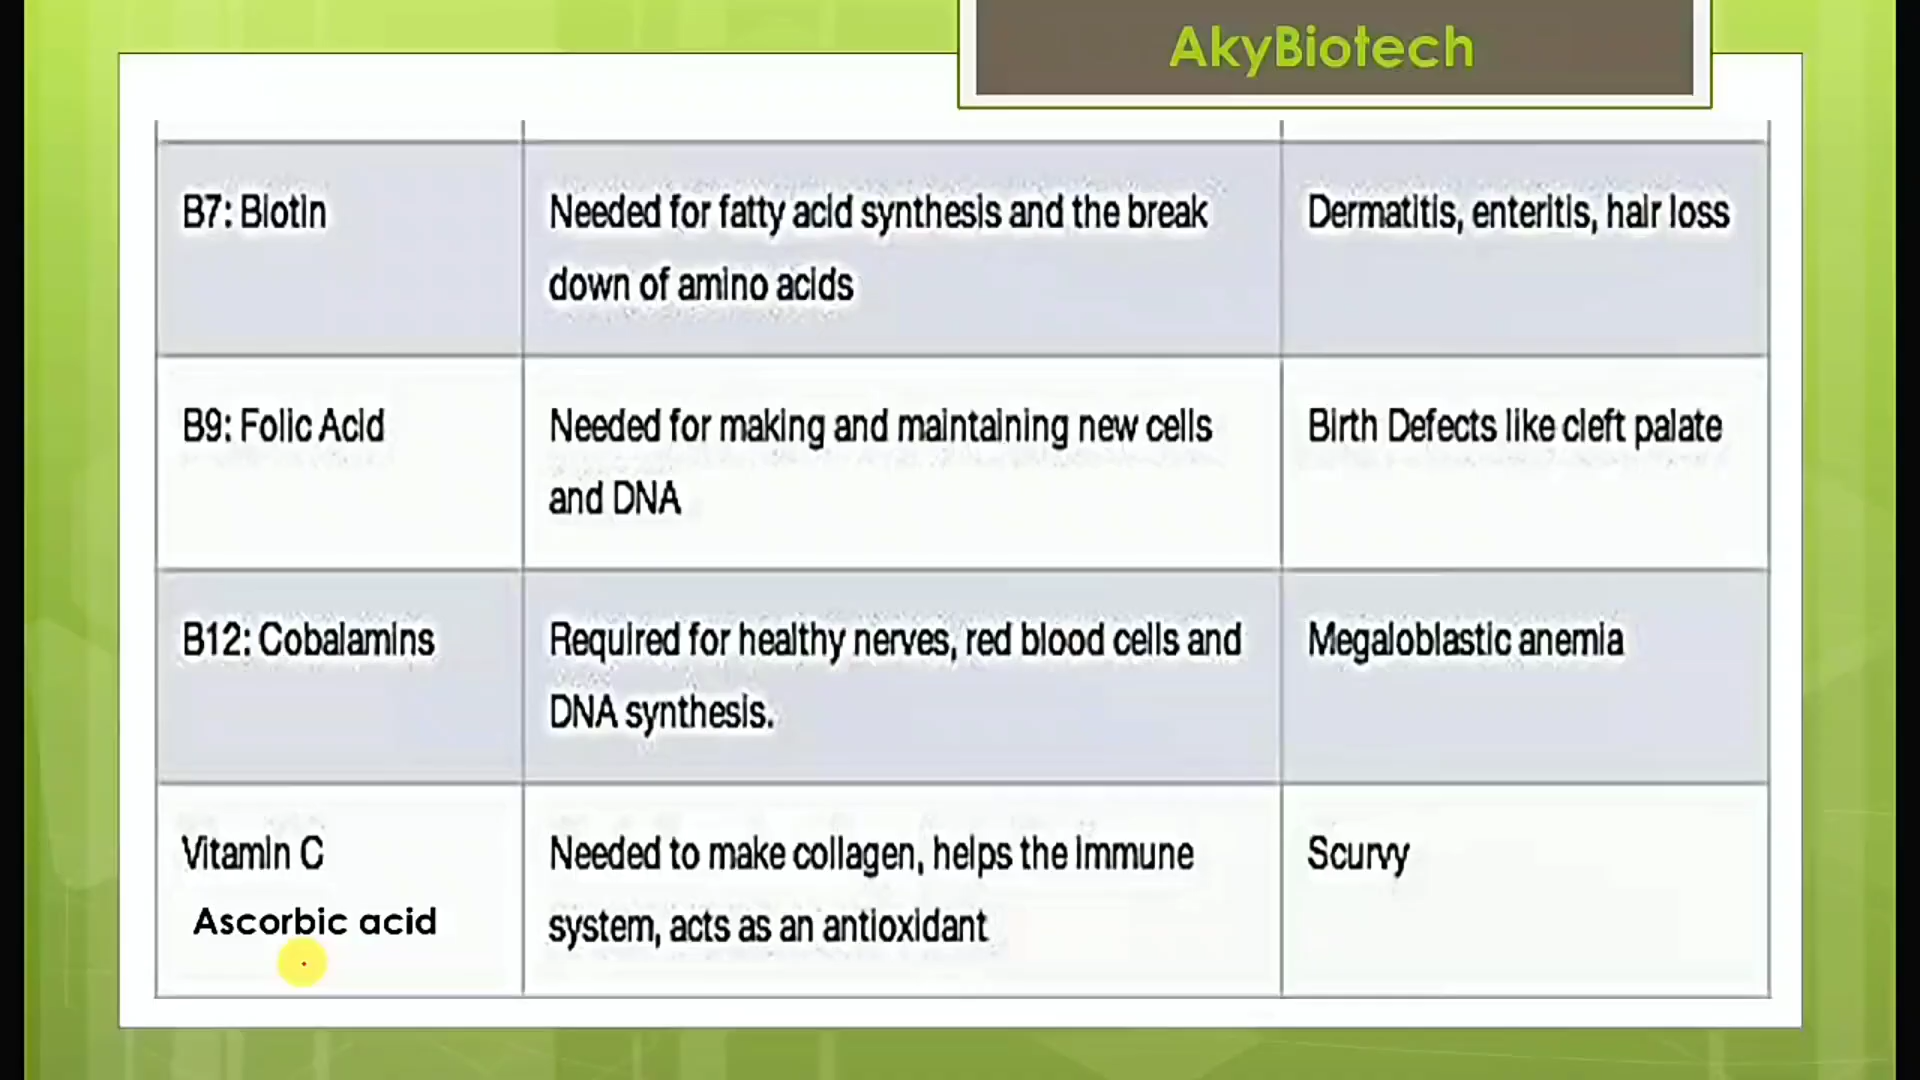 AkyBiotech
B7: Biotin
Needed for fatty acid synthesis and the break
down of amino acids
Dermatitis, enteritis, hair loss
B9: Folic Acid
Needed for making and maintaining new cells
and DNA
Birth Defects like cleft palate
B12: Cobalamins
Required for healthy nerves, red blood cells and
DNA synthesis.
Megaloblastic anemia
Vitamin C
Ascorbic acid
Needed to make collagen, helps the immune
system, acts as an antioxidant
Scurvy